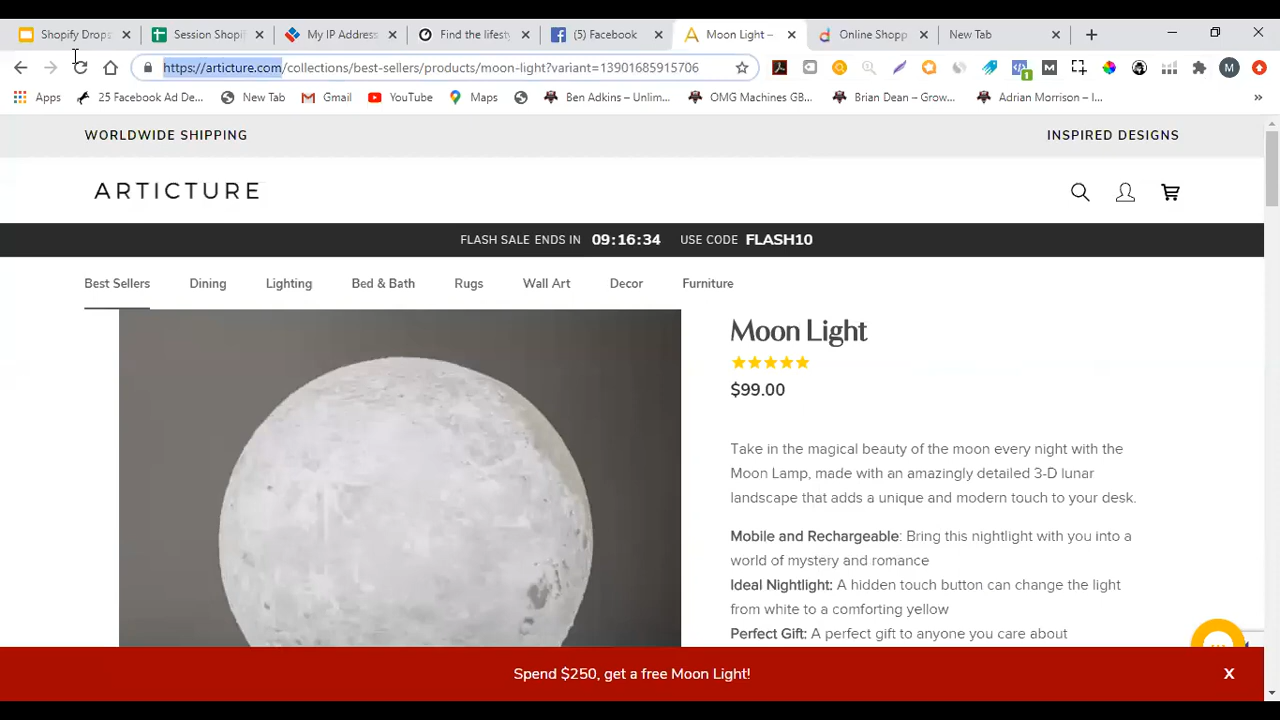 Shopify Drops
Session Shopif
My IP Address
Find the lifesty
(5) Facebook
Moon Light –
Online Shopp
New Tab
https://articture.com/collections/best-sellers/products/moon-light?variant=13901685915706
M
1
Apps
25 Facebook Ad De...
New Tab
Gmail
YouTube
Maps
Ben Adkins – Unlim...
OMG Machines GB...
Brian Dean – Grow...
Adrian Morrison – I...
»
WORLDWIDE SHIPPING
INSPIRED DESIGNS
ARTICTURE
FLASH SALE ENDS IN 09:16:34 USE CODE FLASH10
Best Sellers
Dining
Lighting
Bed & Bath
Rugs
Wall Art
Decor
Furniture
Moon Light
$99.00
Take in the magical beauty of the moon every night with the
Moon Lamp, made with an amazingly detailed 3-D lunar
landscape that adds a unique and modern touch to your desk.
Mobile and Rechargeable: Bring this nightlight with you into a
world of mystery and romance
Ideal Nightlight: A hidden touch button can change the light
from white to a comforting yellow
Perfect Gift: A perfect gift to anyone you care about
Spend $250, get a free Moon Light!
X